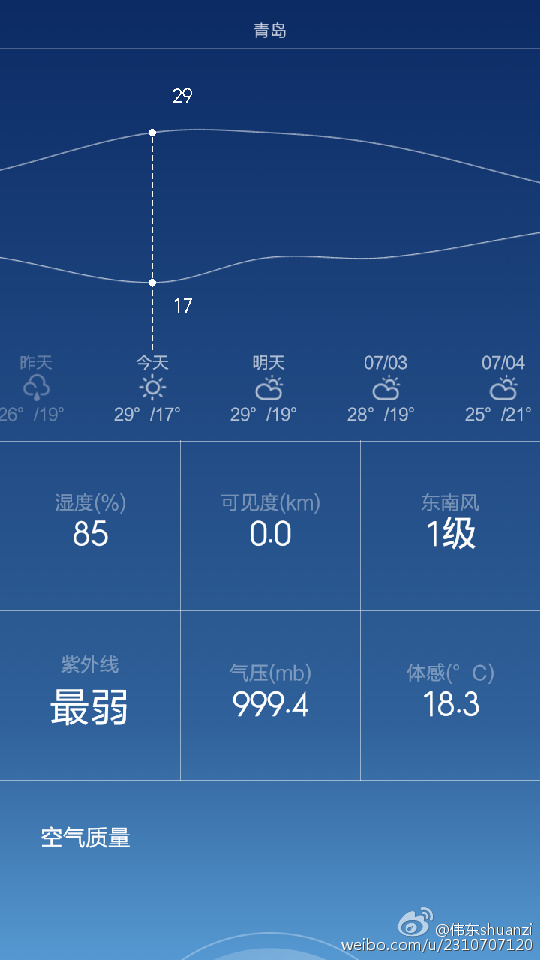 青岛
29
17
昨天 今天 明天 07/03 07/04
26° /19° 29° /17° 29° /19° 28° /19° 25° /21°
湿度(%) 可见度(km) 东南风
85 0.0 1级
紫外线 气压(mb) 体感(° C)
最弱 999.4 18.3
空气质量
@伟东shuanzi
weibo.com/u/2310707120